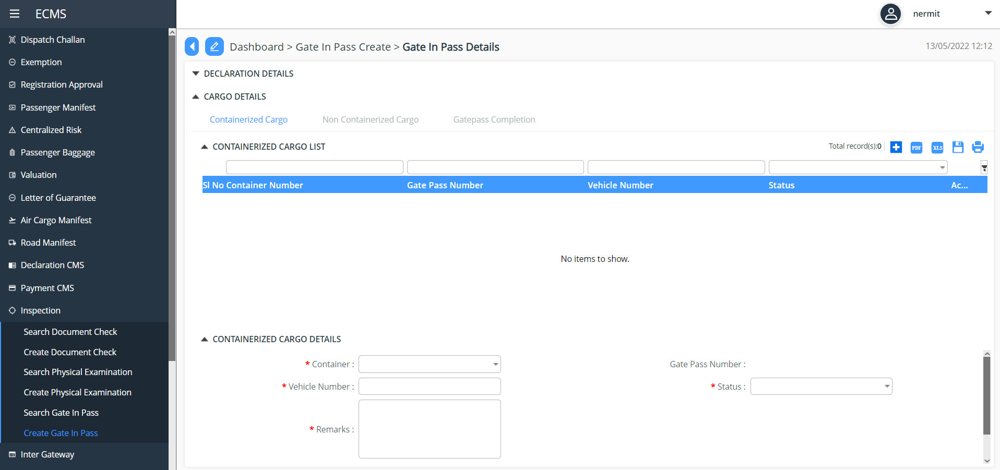 ECMS
nermit
Dispatch Challan
Exemption
Registration Approval
Passenger Manifest
Centralized Risk
Passenger Baggage
Valuation
Letter of Guarantee
Air Cargo Manifest
Road Manifest
Declaration CMS
Payment CMS
Inspection
Search Document Check
Create Document Check
Search Physical Examination
Create Physical Examination
Search Gate In Pass
Create Gate In Pass
Inter Gateway
Dashboard > Gate In Pass Create > Gate In Pass Details
13/05/2022 12:12
DECLARATION DETAILS
CARGO DETAILS
Containerized Cargo Non Containerized Cargo Gatepass Completion
CONTAINERIZED CARGO LIST
Total record(s):0
PDF XLS
Sl No Container Number Gate Pass Number Vehicle Number Status Ac...
No items to show.
CONTAINERIZED CARGO DETAILS
* Container : Gate Pass Number :
* Vehicle Number : * Status :
* Remarks :